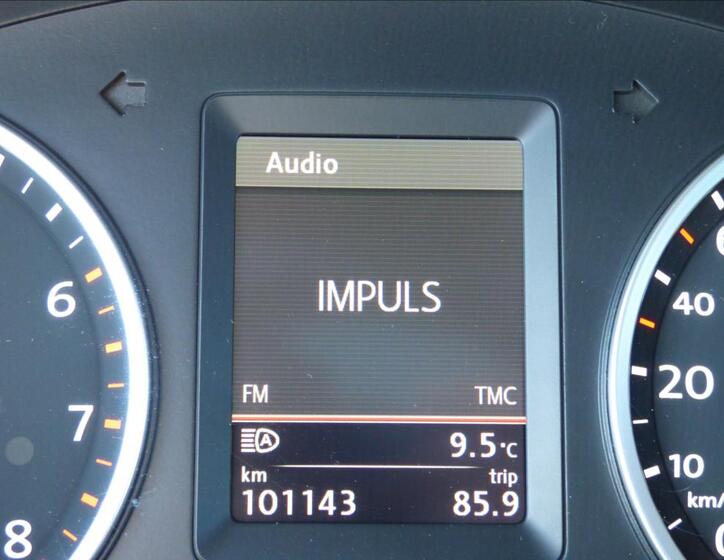 Audio
IMPULS
FM TMC
A 9.5°C
km trip
101143 85.9
6
7
8
40
20
10
km/